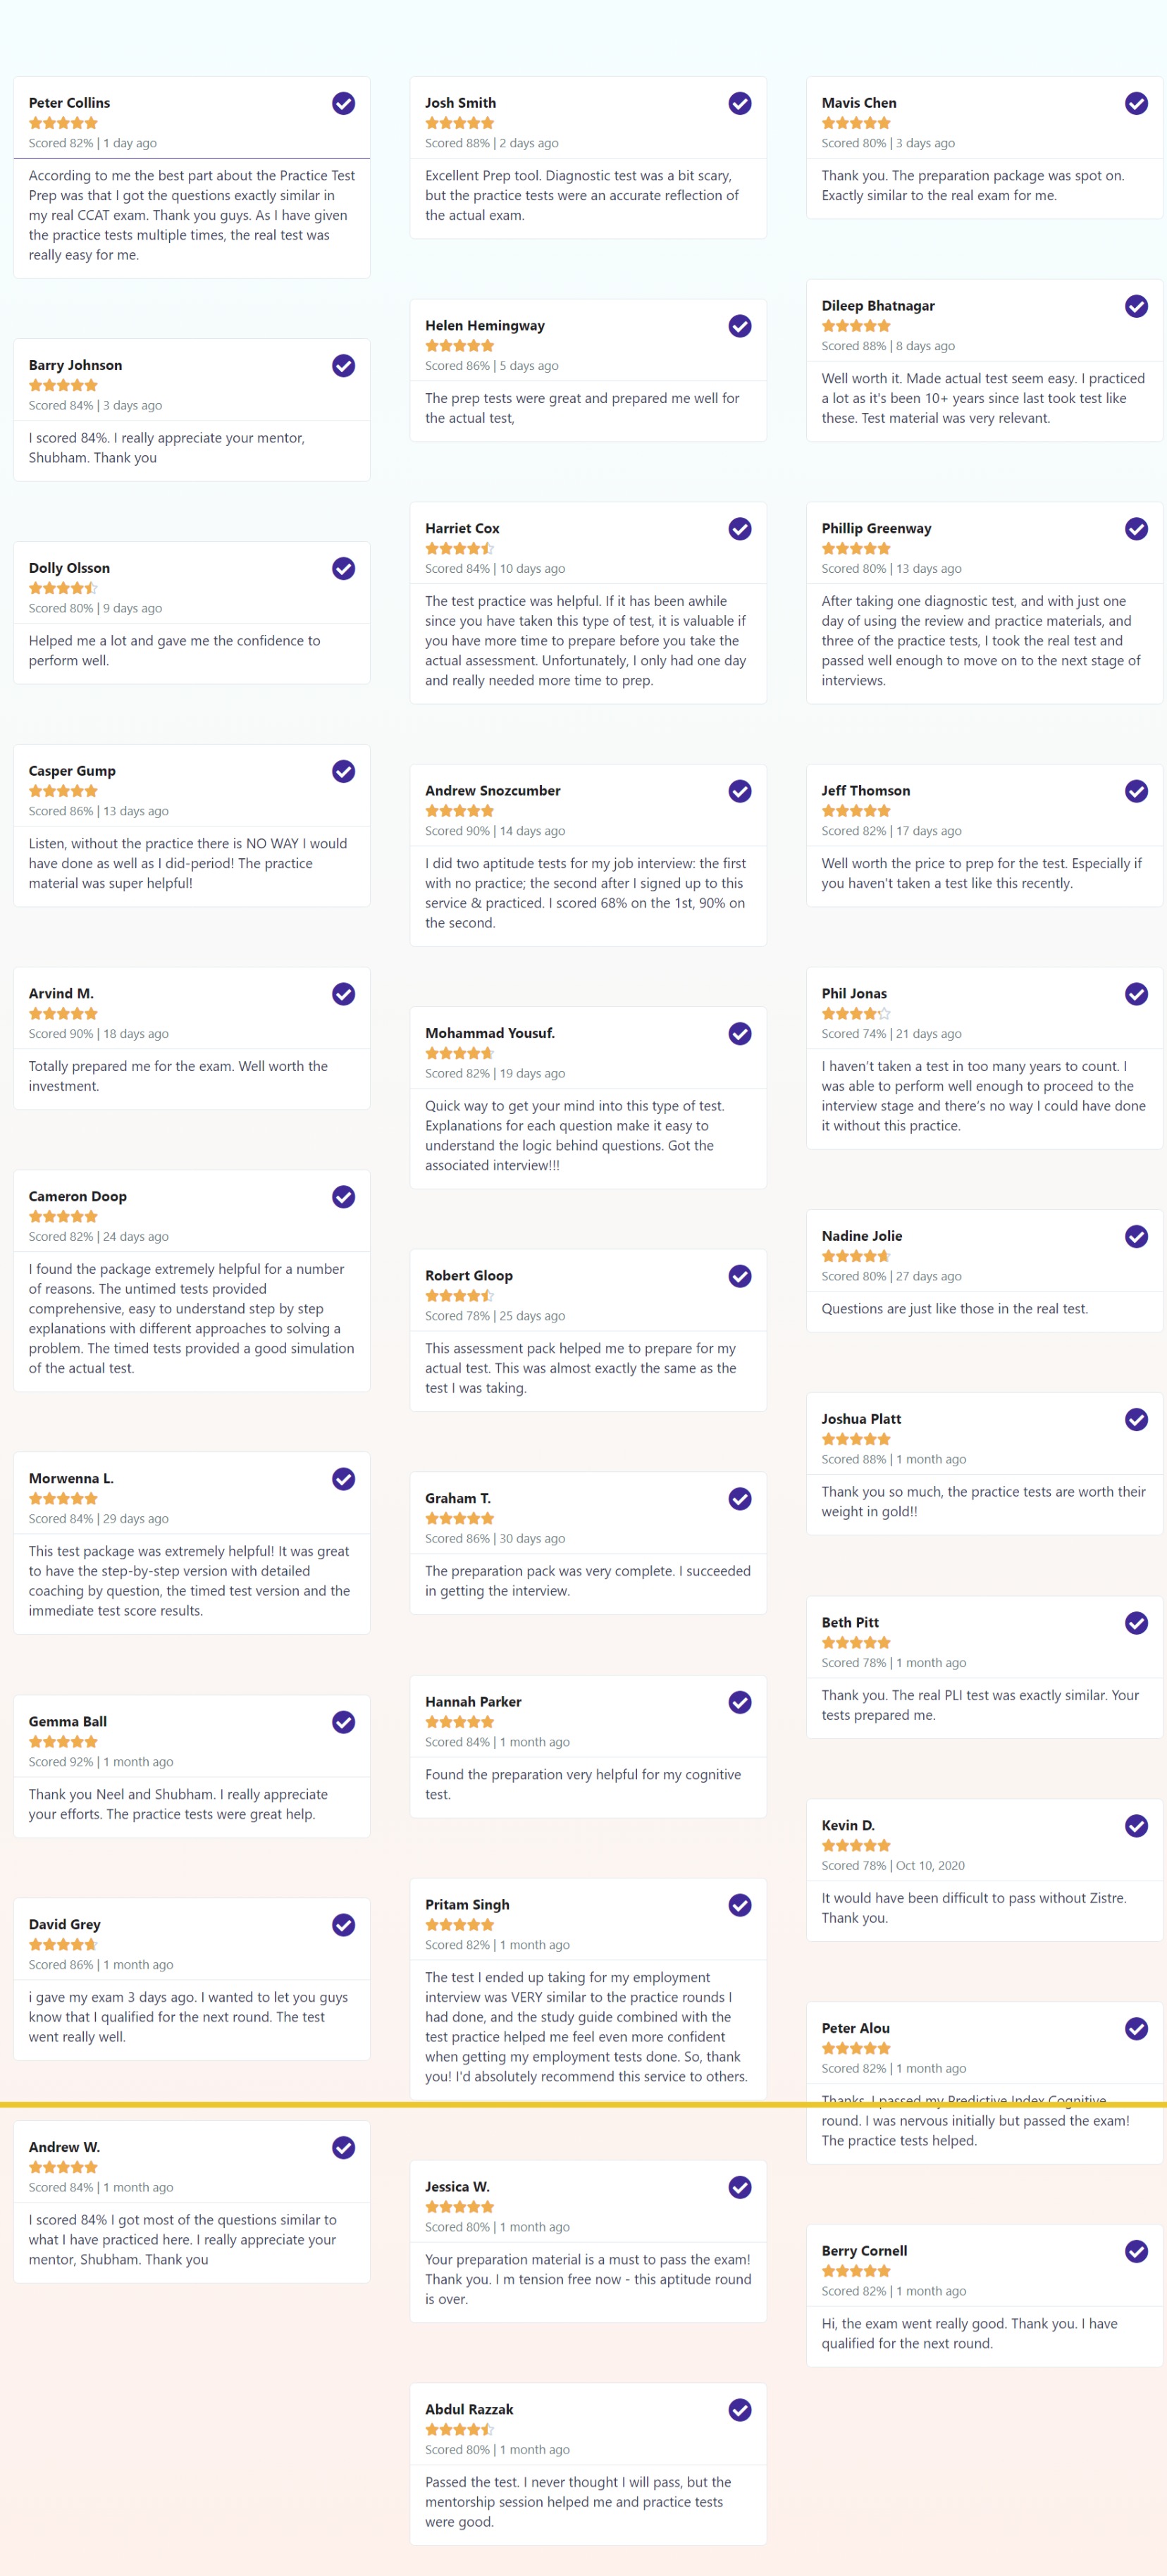 Peter Collins
Scored 82% | 1 day ago
According to me the best part about the Practice Test
Prep was that I got the questions exactly similar in
my real CCAT exam. Thank you guys. As I have given
the practice tests multiple times, the real test was
really easy for me.
Barry Johnson
Scored 84% | 3 days ago
I scored 84%. I really appreciate your mentor,
Shubham. Thank you
Dolly Olsson
Scored 80% | 9 days ago
Helped me a lot and gave me the confidence to
perform well.
Casper Gump
Scored 86% | 13 days ago
Listen, without the practice there is NO WAY I would
have done as well as I did-period! The practice
material was super helpful!
Arvind M.
Scored 90% | 18 days ago
Totally prepared me for the exam. Well worth the
investment.
Cameron Doop
Scored 82% | 24 days ago
I found the package extremely helpful for a number
of reasons. The untimed tests provided
comprehensive, easy to understand step by step
explanations with different approaches to solving a
problem. The timed tests provided a good simulation
of the actual test.
Morwenna L.
Scored 84% | 29 days ago
This test package was extremely helpful! It was great
to have the step-by-step version with detailed
coaching by question, the timed test version and the
immediate test score results.
Gemma Ball
Scored 92% | 1 month ago
Thank you Neel and Shubham. I really appreciate
your efforts. The practice tests were great help.
David Grey
Scored 86% | 1 month ago
i gave my exam 3 days ago. I wanted to let you guys
know that I qualified for the next round. The test
went really well.
Andrew W.
Scored 84% | 1 month ago
I scored 84% I got most of the questions similar to
what I have practiced here. I really appreciate your
mentor, Shubham. Thank you
Josh Smith
Scored 88% | 2 days ago
Excellent Prep tool. Diagnostic test was a bit scary,
but the practice tests were an accurate reflection of
the actual exam.
Helen Hemingway
Scored 86% | 5 days ago
The prep tests were great and prepared me well for
the actual test,
Harriet Cox
Scored 84% | 10 days ago
The test practice was helpful. If it has been awhile
since you have taken this type of test, it is valuable if
you have more time to prepare before you take the
actual assessment. Unfortunately, I only had one day
and really needed more time to prep.
Andrew Snozcumber
Scored 90% | 14 days ago
I did two aptitude tests for my job interview: the first
with no practice; the second after I signed up to this
service & practiced. I scored 68% on the 1st, 90% on
the second.
Mohammad Yousuf.
Scored 82% | 19 days ago
Quick way to get your mind into this type of test.
Explanations for each question make it easy to
understand the logic behind questions. Got the
associated interview!!!
Robert Gloop
Scored 78% | 25 days ago
This assessment pack helped me to prepare for my
actual test. This was almost exactly the same as the
test I was taking.
Graham T.
Scored 86% | 30 days ago
The preparation pack was very complete. I succeeded
in getting the interview.
Hannah Parker
Scored 84% | 1 month ago
Found the preparation very helpful for my cognitive
test.
Pritam Singh
Scored 82% | 1 month ago
The test I ended up taking for my employment
interview was VERY similar to the practice rounds I
had done, and the study guide combined with the
test practice helped me feel even more confident
when getting my employment tests done. So, thank
you! I'd absolutely recommend this service to others.
Jessica W.
Scored 80% | 1 month ago
Your preparation material is a must to pass the exam!
Thank you. I m tension free now - this aptitude round
is over.
Abdul Razzak
Scored 80% | 1 month ago
Passed the test. I never thought I will pass, but the
mentorship session helped me and practice tests
were good.
Mavis Chen
Scored 80% | 3 days ago
Thank you. The preparation package was spot on.
Exactly similar to the real exam for me.
Dileep Bhatnagar
Scored 88% | 8 days ago
Well worth it. Made actual test seem easy. I practiced
a lot as it's been 10+ years since last took test like
these. Test material was very relevant.
Phillip Greenway
Scored 80% | 13 days ago
After taking one diagnostic test, and with just one
day of using the review and practice materials, and
three of the practice tests, I took the real test and
passed well enough to move on to the next stage of
interviews.
Jeff Thomson
Scored 82% | 17 days ago
Well worth the price to prep for the test. Especially if
you haven't taken a test like this recently.
Phil Jonas
Scored 74% | 21 days ago
I haven't taken a test in too many years to count. I
was able to perform well enough to proceed to the
interview stage and there's no way I could have done
it without this practice.
Nadine Jolie
Scored 80% | 27 days ago
Questions are just like those in the real test.
Joshua Platt
Scored 88% | 1 month ago
Thank you so much, the practice tests are worth their
weight in gold!!
Beth Pitt
Scored 78% | 1 month ago
Thank you. The real PLI test was exactly similar. Your
tests prepared me.
Kevin D.
Scored 78% | Oct 10, 2020
It would have been difficult to pass without Zistre.
Thank you.
Peter Alou
Scored 82% | 1 month ago
Thanks. I passed my Predictive Index Cognitive
round. I was nervous initially but passed the exam!
The practice tests helped.
Berry Cornell
Scored 82% | 1 month ago
Hi, the exam went really good. Thank you. I have
qualified for the next round.